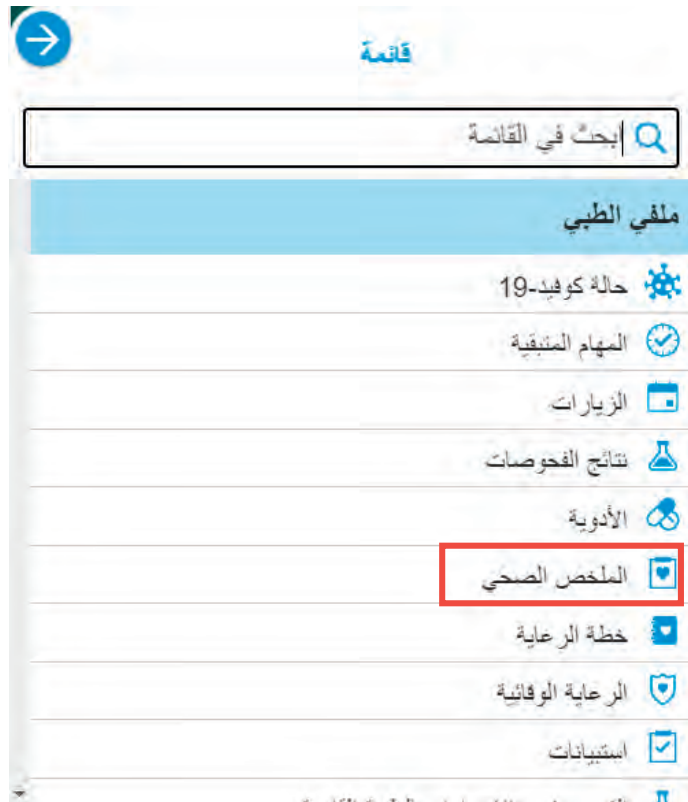 قائمة
ابحث في القائمة
ملفي الطبي
حالة كوفيد-19
المهام المتبقية
الزيارات
نتائج الفحوصات
الأدوية
الملخص الصحي
خطة الرعاية
الرعاية الوقائية
استبيانات